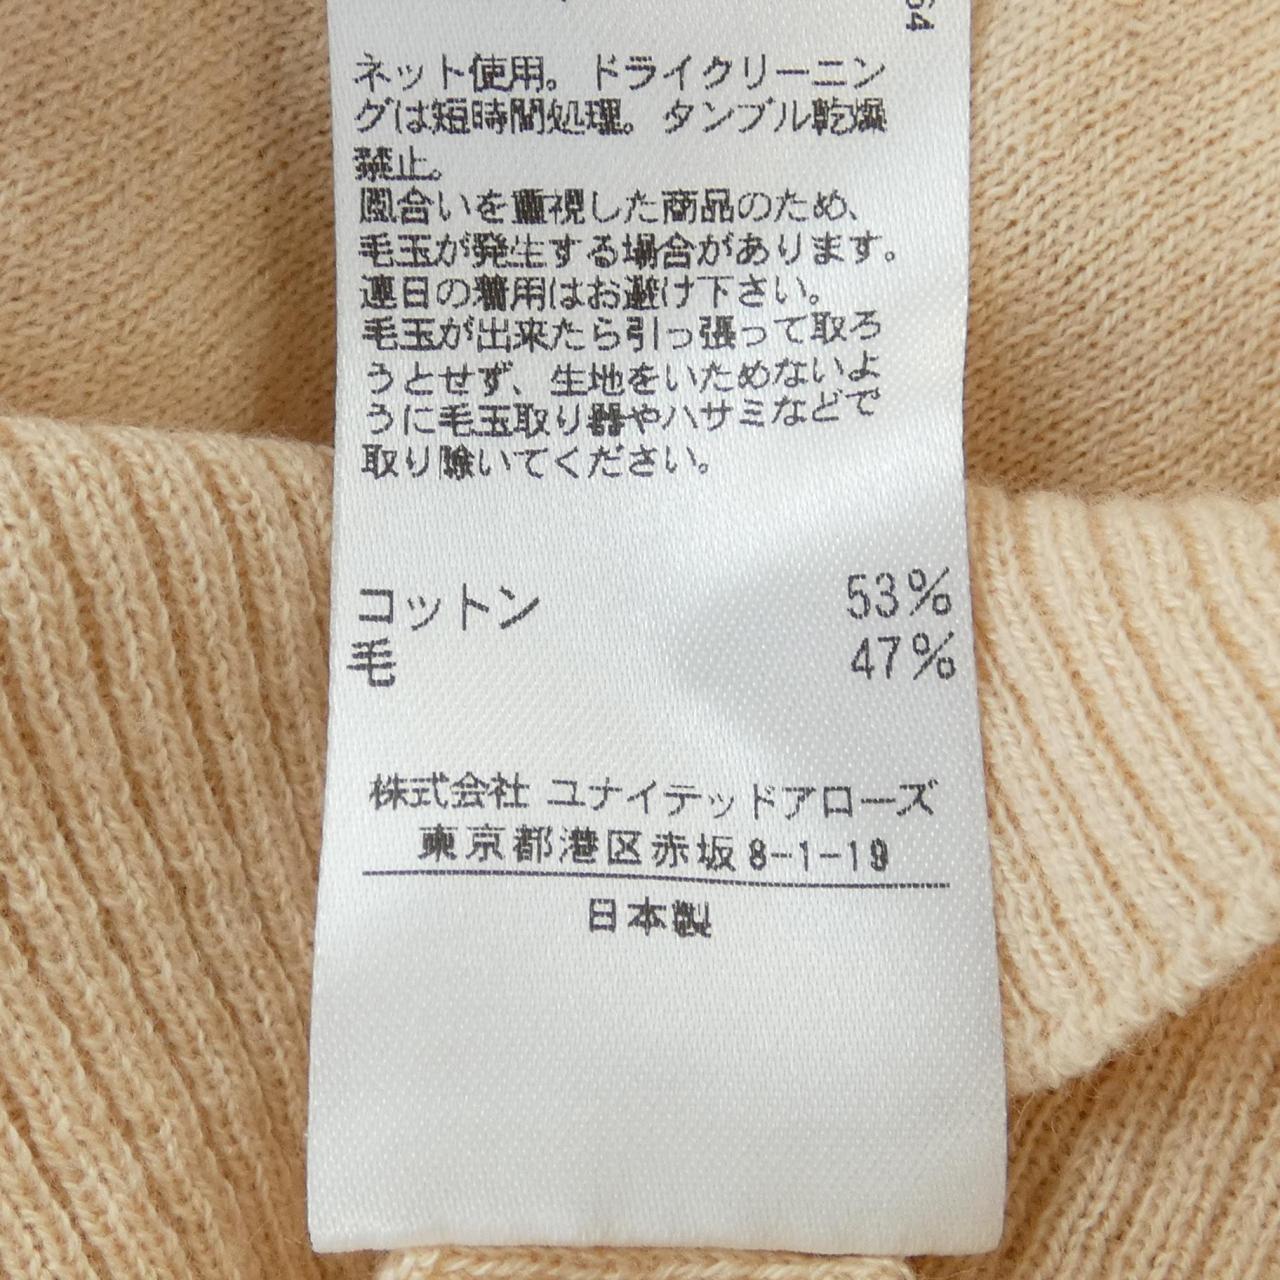 64
ネット使用。ドライクリーニン
グは短時間処理。タンブル乾燥
禁止。
風合いを重視した商品のため、
毛玉が発生する場合があります。
連日の着用はお避け下さい。
毛玉が出来たら引っ張って取ろ
うとせず、生地をいためないよ
うに毛玉取り器やハサミなどで
取り除いてください。
コットン 53%
毛 47%
株式会社 ユナイテッドアローズ
東京都港区赤坂8-1-19
日本製